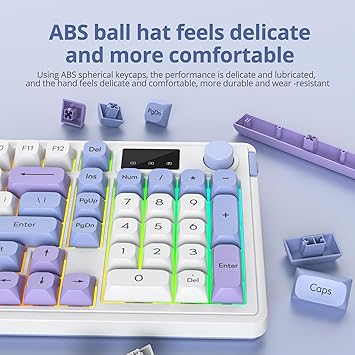 ABS ball hat feels delicate
and more comfortable
Using ABS spherical keycaps, the performance is delicate and lubricated,
and the hand feels delicate and comfortable, more durable and wear -resistant
PgDn
F11 F12 Del
Ins Num / * -
PgUp 7 8 9 +
Enter PgDn 4 5 6
1 2 3
Enter
0 . Del
Caps